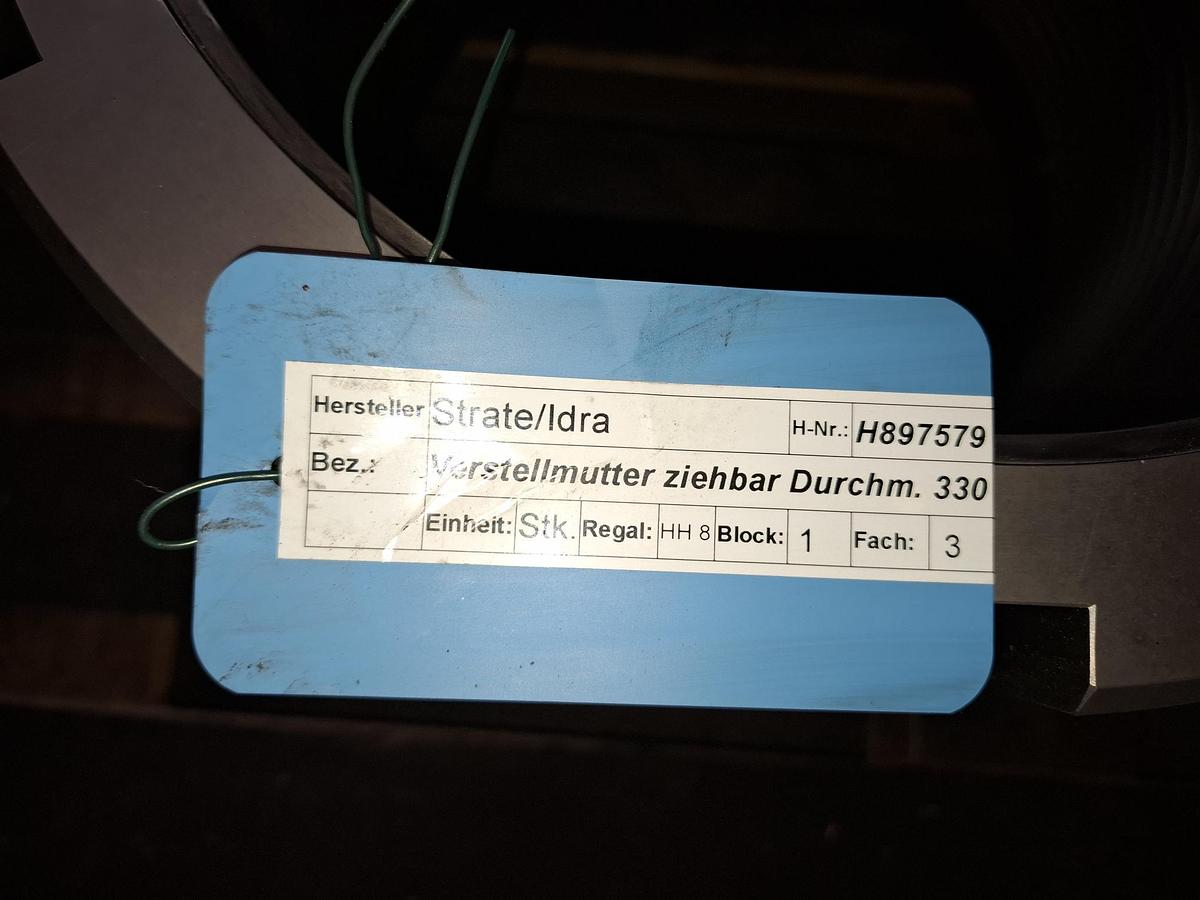 Hersteller Strate/Idra H-Nr.: H897579
Bez.: Verstellmutter ziehbar Durchm. 330
Einheit: Stk. Regal: HH 8 Block: 1 Fach: 3